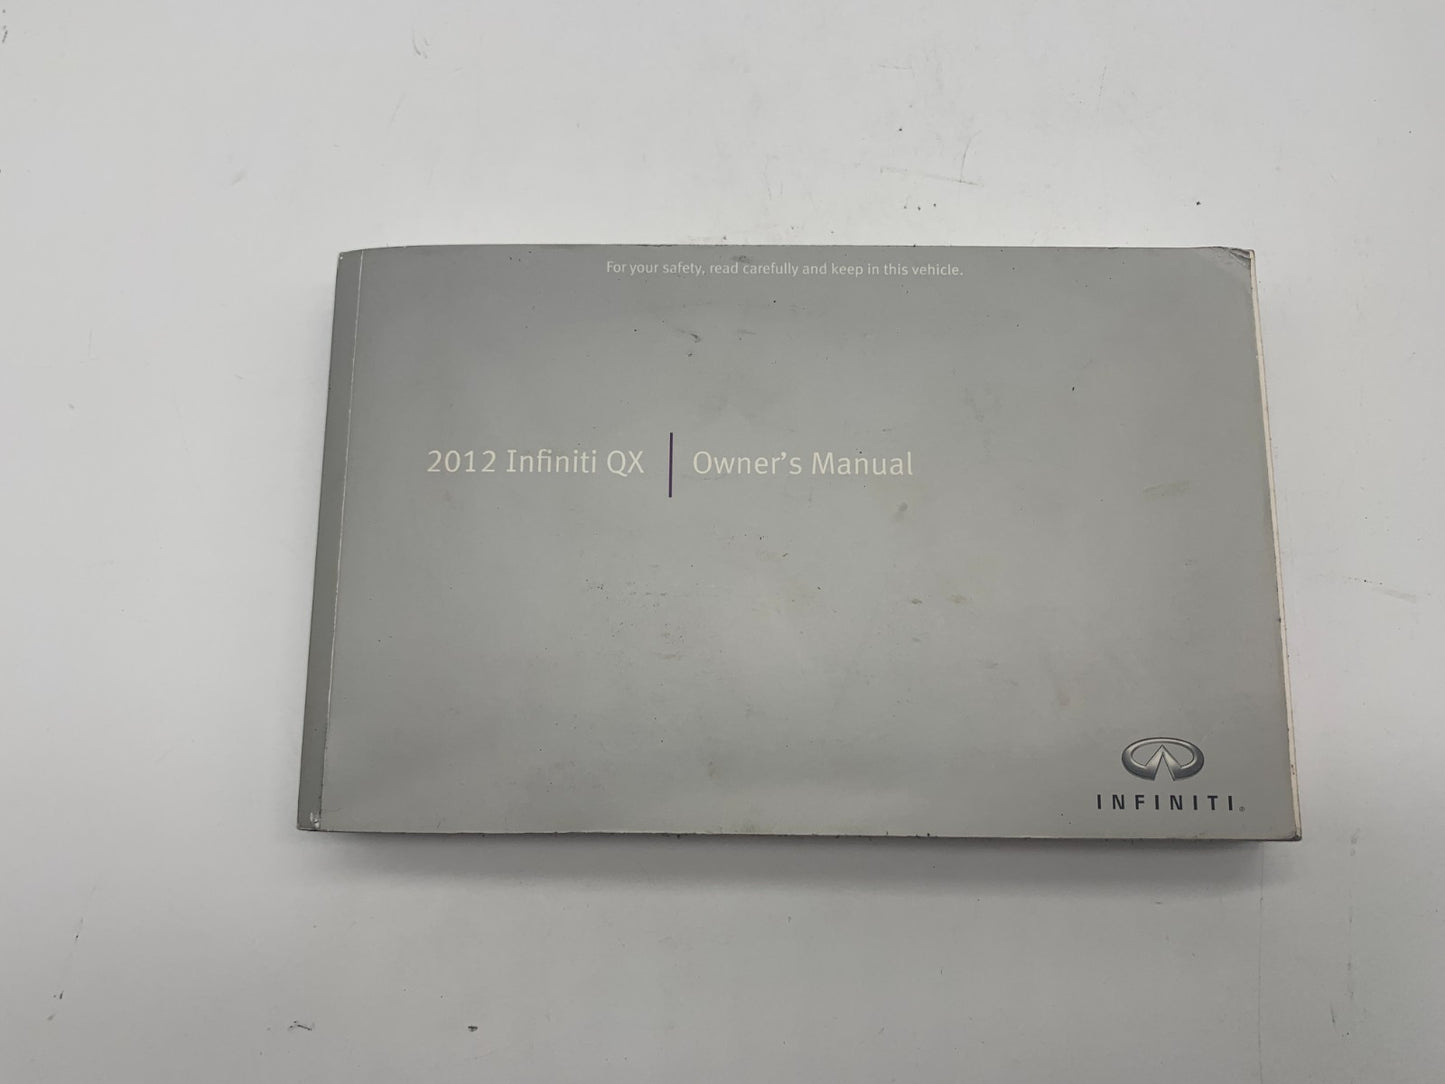 For your safety, read carefully and keep in this vehicle.
2012 Infiniti QX | Owner's Manual
INFINITI®